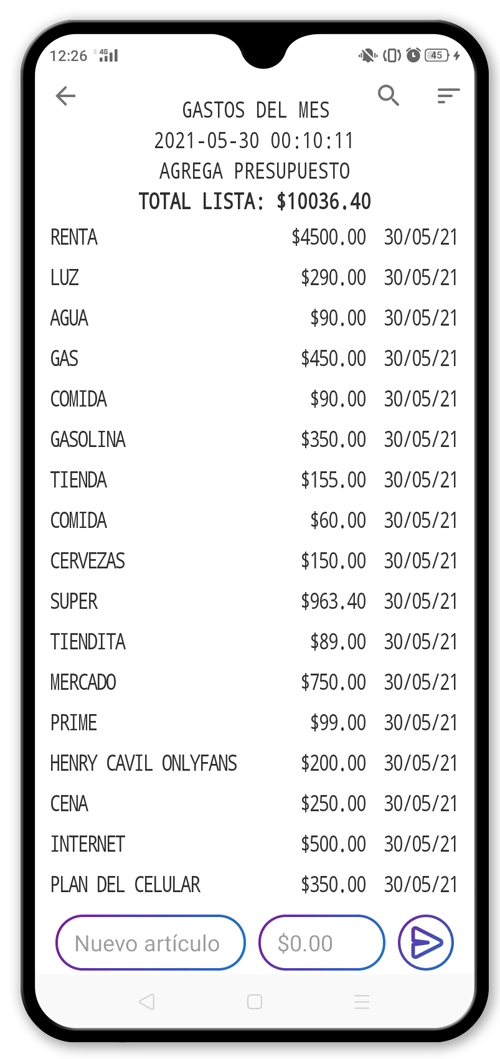 12:26 4G 45
GASTOS DEL MES
2021-05-30 00:10:11
AGREGA PRESUPUESTO
TOTAL LISTA: $10036.40
RENTA $4500.00 30/05/21
LUZ $290.00 30/05/21
AGUA $90.00 30/05/21
GAS $450.00 30/05/21
COMIDA $90.00 30/05/21
GASOLINA $350.00 30/05/21
TIENDA $155.00 30/05/21
COMIDA $60.00 30/05/21
CERVEZAS $150.00 30/05/21
SUPER $963.40 30/05/21
TIENDITA $89.00 30/05/21
MERCADO $750.00 30/05/21
PRIME $99.00 30/05/21
HENRY CAVIL ONLYFANS $200.00 30/05/21
CENA $250.00 30/05/21
INTERNET $500.00 30/05/21
PLAN DEL CELULAR $350.00 30/05/21
Nuevo artículo $0.00